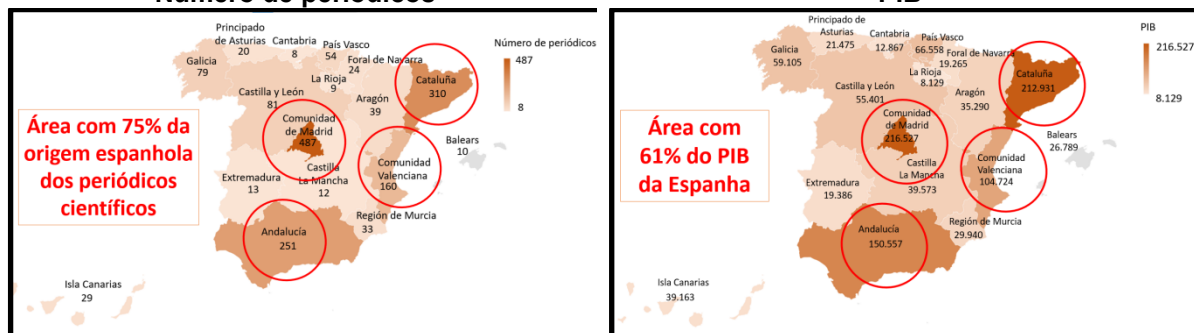 Número de periódicos
Principado
de Asturias
20
Cantabria
8
País Vasco
54
Foral de Navarra
24
Galicia
79
La Rioja
9
Cataluña
310
Castilla y León
81
Aragón
39
Comunidad
de Madrid
487
Balears
10
Comunidad
Valenciana
160
Castilla
La Mancha
12
Extremadura
13
Región de Murcia
33
Andalucía
251
Isla Canarias
29
Número de periódicos
487
8
Área com 75% da
origem espanhola
dos periódicos
científicos
PIB
Principado de
Asturias
21.475
Cantabria
12.867
País Vasco
66.558
Foral de Navarra
19.265
Galicia
59.105
La Rioja
8.129
Cataluña
212.931
Castilla y León
55.401
Aragón
35.290
Comunidad
de Madrid
216.527
Balears
26.789
Comunidad
Valenciana
104.724
Castilla
La Mancha
39.573
Extremadura
19.386
Región de Murcia
29.940
Andalucía
150.557
Isla Canarias
39.163
PIB
216.527
8.129
Área com
61% do PIB
da Espanha